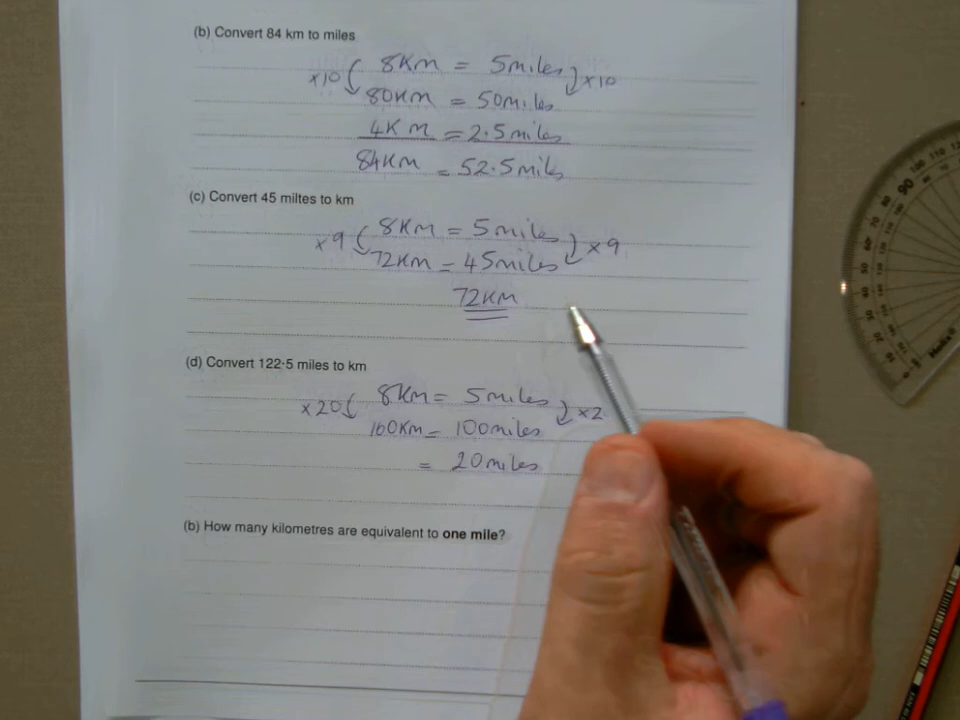 (b) Convert 84 km to miles
×10 8Km = 5miles ×10
80Km = 50miles
4Km = 2.5miles
84Km = 52.5miles
(c) Convert 45 miltes to km
×9 8Km = 5miles ×9
72Km = 45miles
72Km
(d) Convert 122·5 miles to km
×20 8Km = 5miles ×2
160Km = 100miles
= 20miles
(b) How many kilometres are equivalent to one mile?
Helix